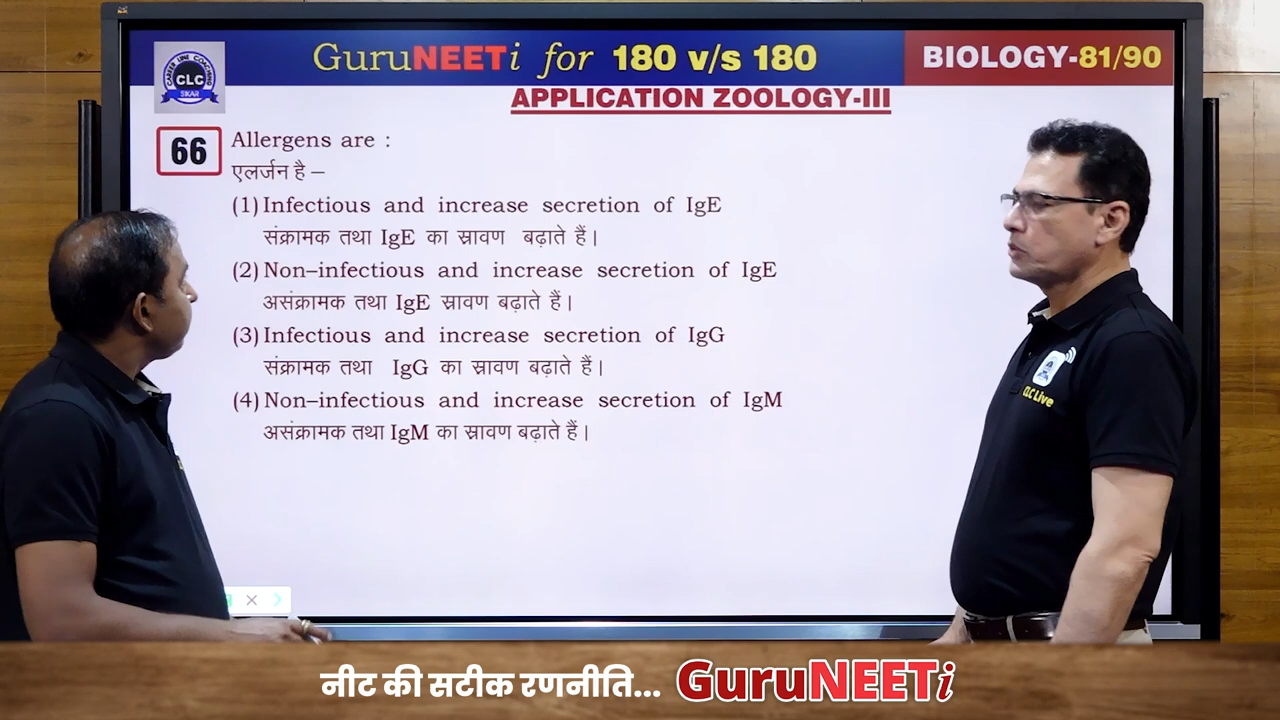 GuruNEETi for 180 v/s 180
BIOLOGY-81/90
CAREER LINE COACHING
CLC
SIKAR
APPLICATION ZOOLOGY-III
66
Allergens are :
एलर्जन है –
(1) Infectious and increase secretion of IgE
संक्रामक तथा IgE का स्रावण बढ़ाते हैं।
(2) Non–infectious and increase secretion of IgE
असंक्रामक तथा IgE स्रावण बढ़ाते हैं।
(3) Infectious and increase secretion of IgG
संक्रामक तथा IgG का स्रावण बढ़ाते हैं।
(4) Non–infectious and increase secretion of IgM
असंक्रामक तथा IgM का स्रावण बढ़ाते हैं।
CLC Live
नीट की सटीक रणनीति... GuruNEETi